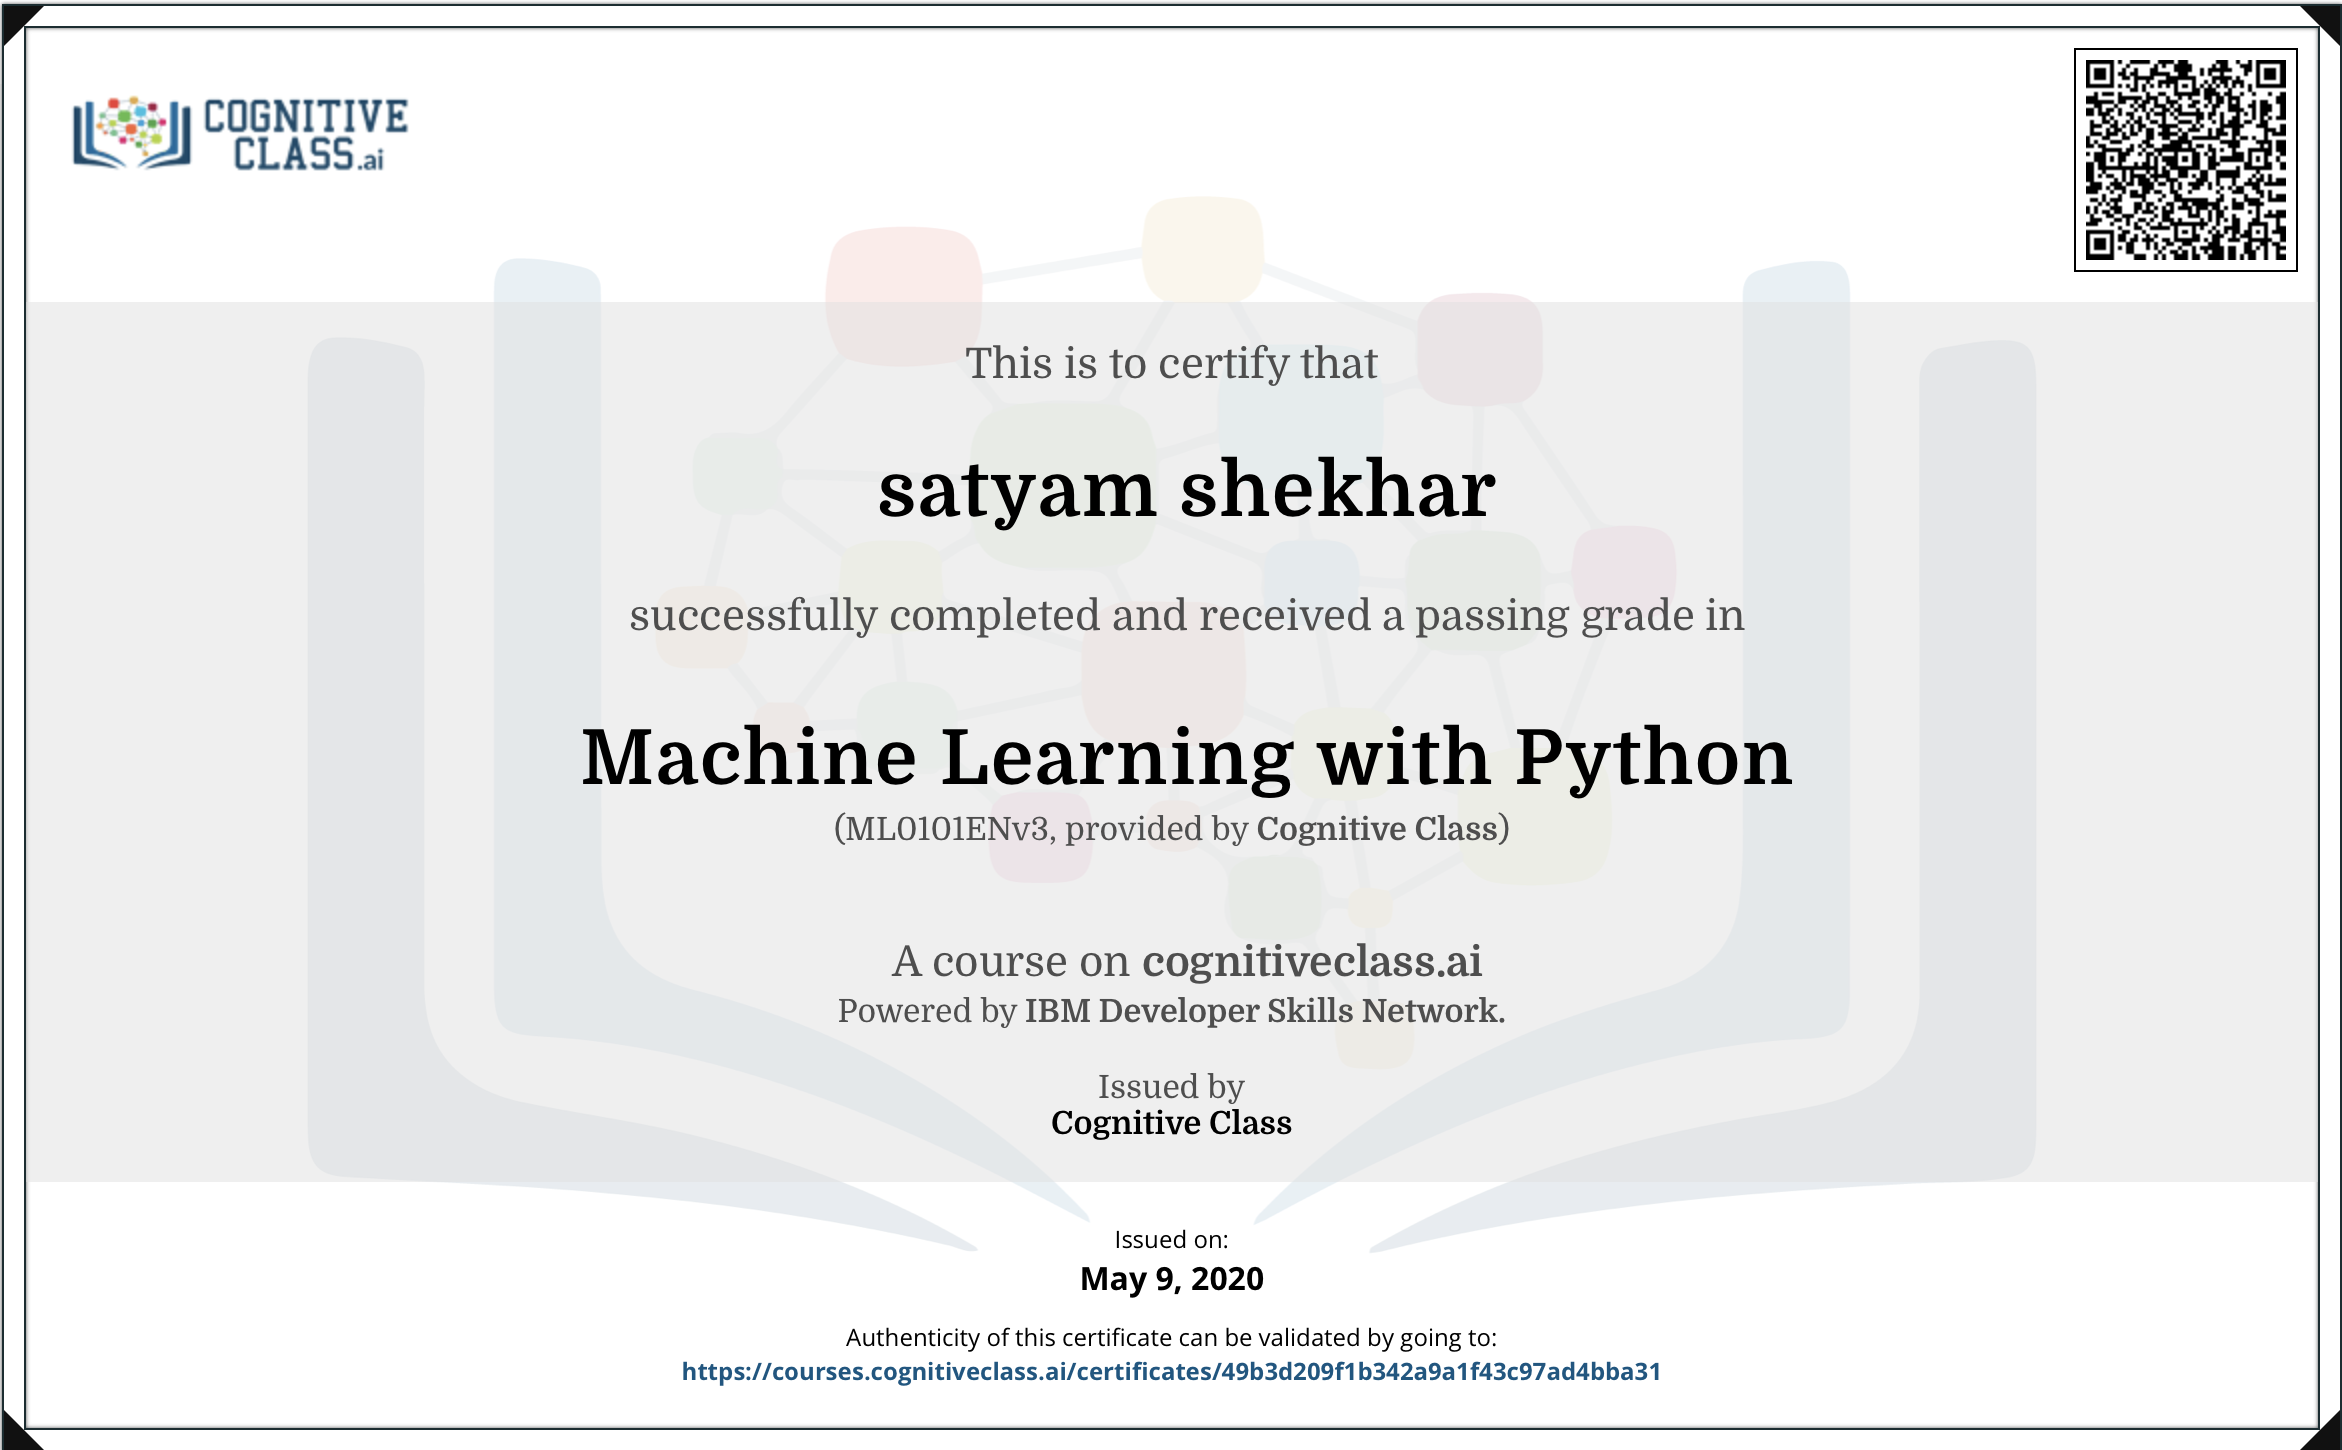 COGNITIVE
CLASS.ai
This is to certify that
satyam shekhar
successfully completed and received a passing grade in
Machine Learning with Python
(ML0101ENv3, provided by Cognitive Class)
A course on cognitiveclass.ai
Powered by IBM Developer Skills Network.
Issued by
Cognitive Class
Issued on:
May 9, 2020
Authenticity of this certificate can be validated by going to:
https://courses.cognitiveclass.ai/certificates/49b3d209f1b342a9a1f43c97ad4bba31